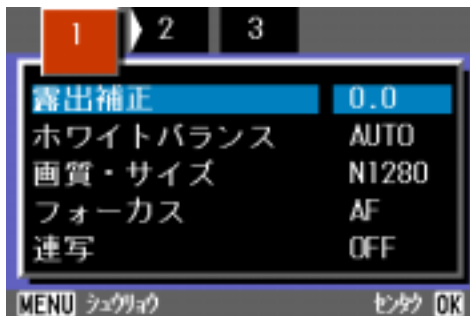 1 2 3
露出補正 0.0
ホワイトバランス AUTO
画質・サイズ N1280
フォーカス AF
連写 OFF
MENU シュウリョウ センタク OK